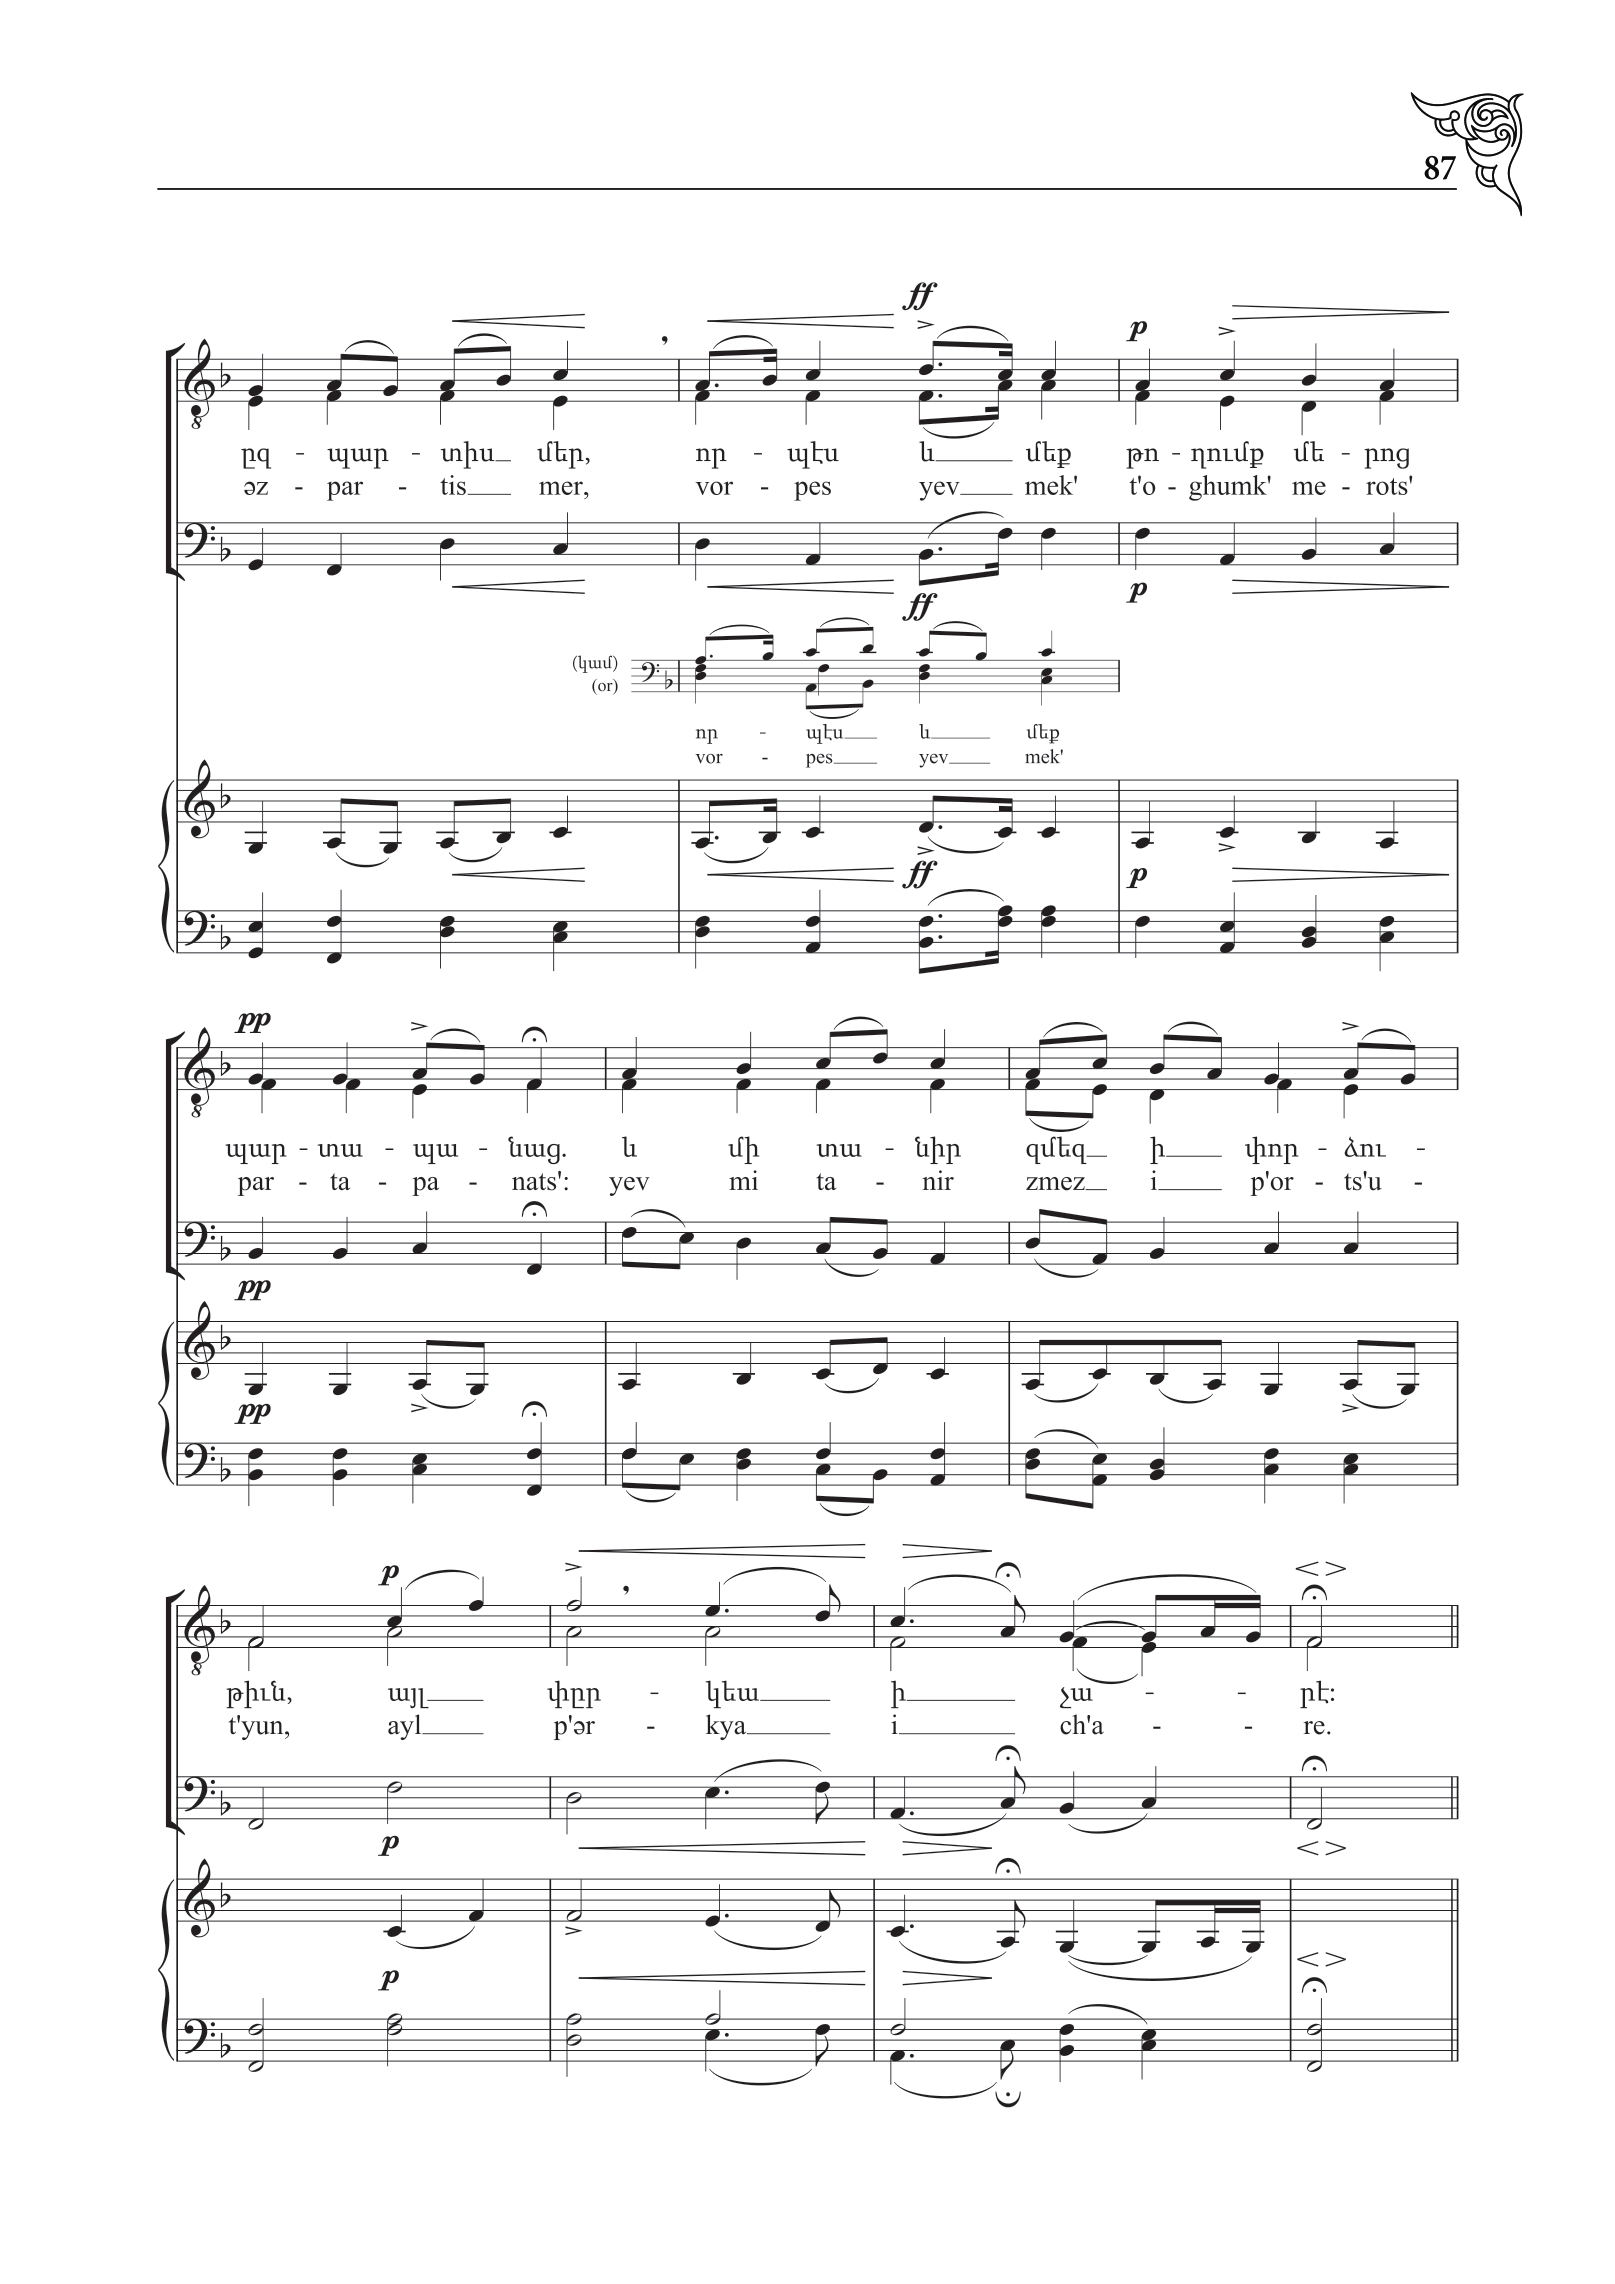 87
ff
p
ըզ - պար - տիս մեր, որ - պէս և մեք թո - ղումք մե - րոց
əz - par - tis mer, vor - pes yev mek' t'o - ghumk' me - rots'
p
ff
(կամ)
(or)
որ - պէս և մեք
vor - pes yev mek'
ff p
pp
պար - տա - պա - նաց. և մի տա - նիր զմեզ ի փոր - ձու -
par - ta - pa - nats': yev mi ta - nir zmez i p'or - ts'u -
pp
pp
p
թիւն, այլ փըր - կեա ի չա - - րէ:
t'yun, ayl p'ər - kya i ch'a - - re.
p
p